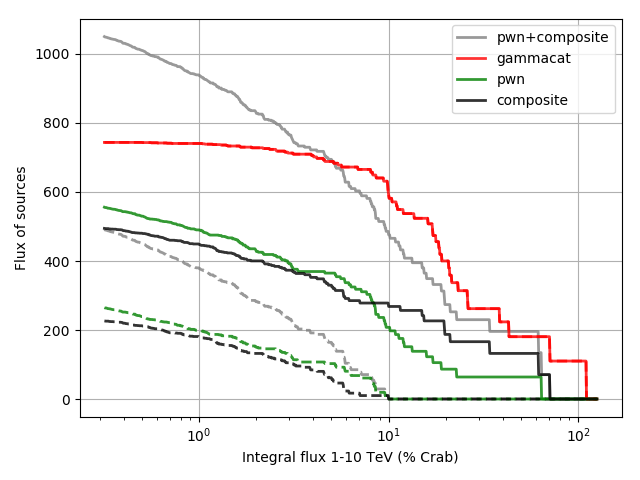 pwn+composite
gammacat
pwn
composite
1000
800
600
400
200
0
Flux of sources
10⁰
10¹
10²
Integral flux 1-10 TeV (% Crab)